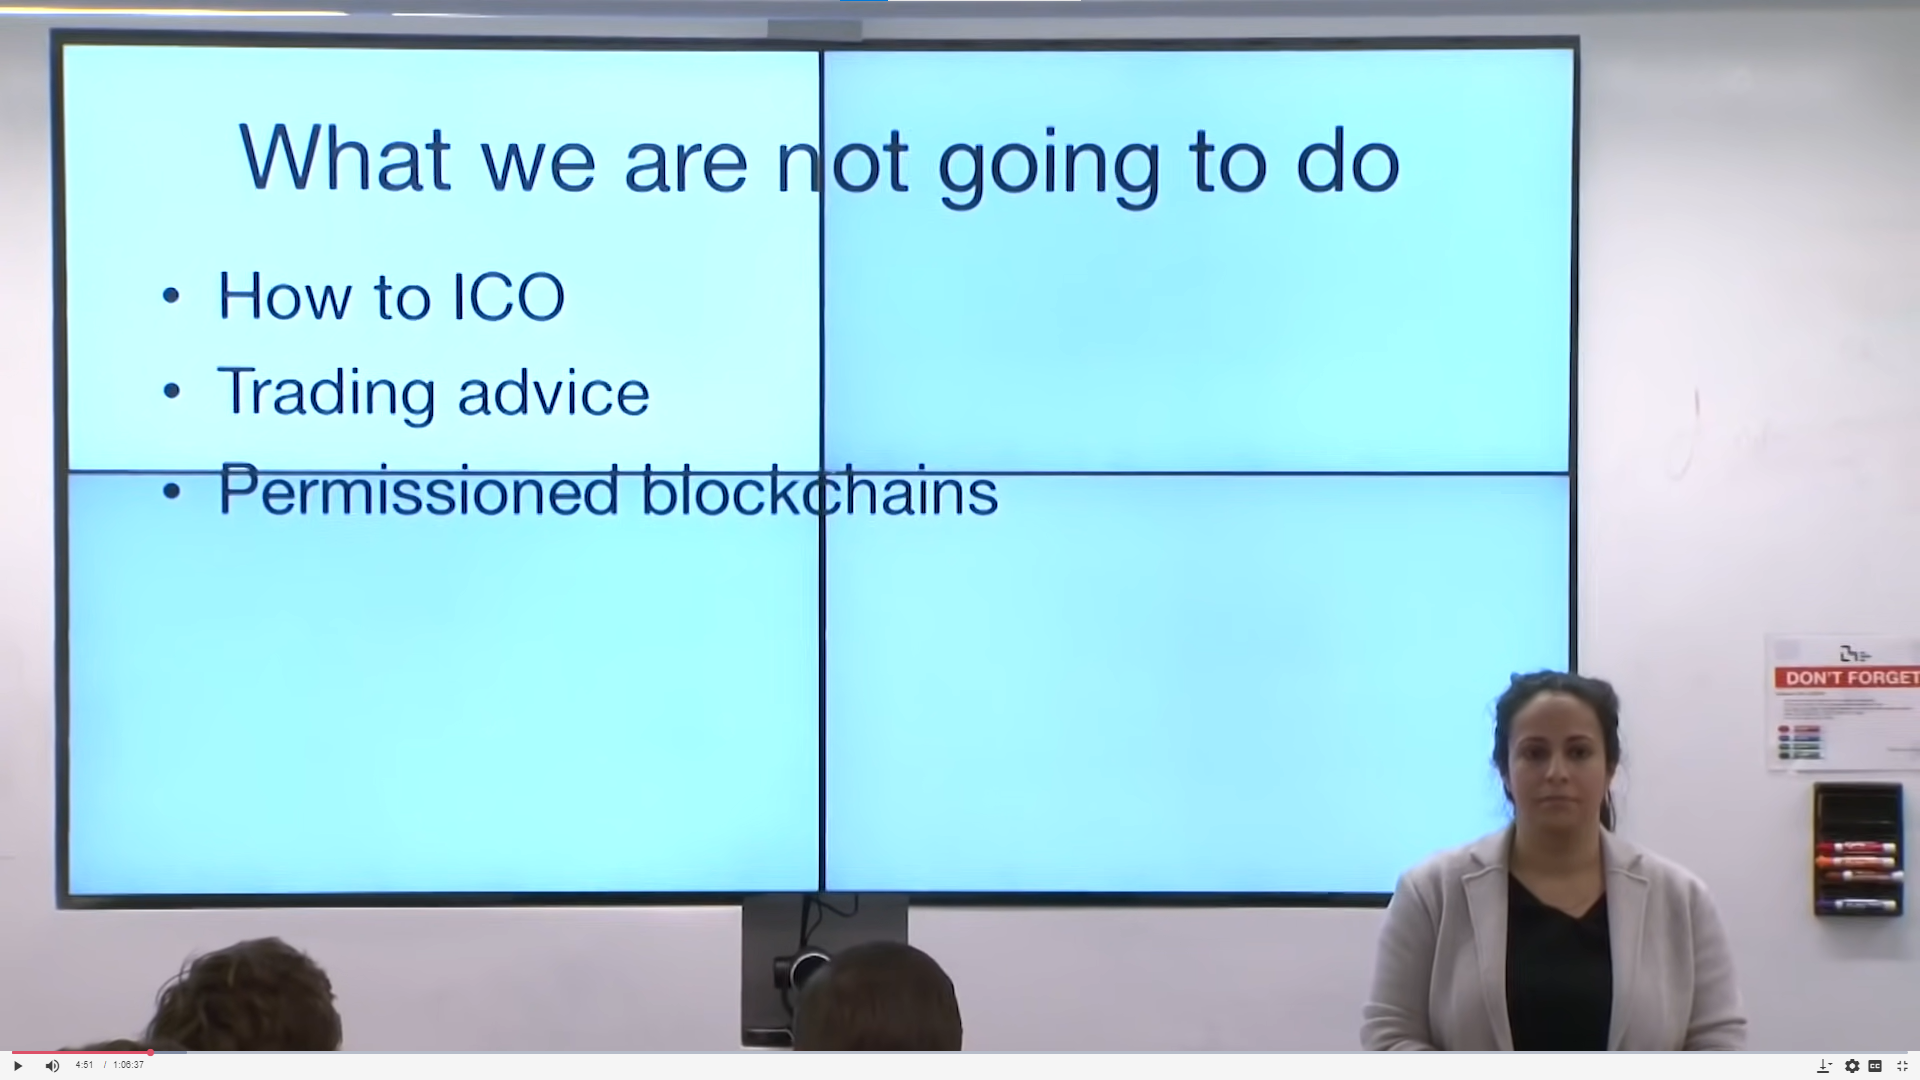 What we are not going to do
• How to ICO
• Trading advice
• Permissioned blockchains
DON'T FORGET
4:51 / 1:06:37